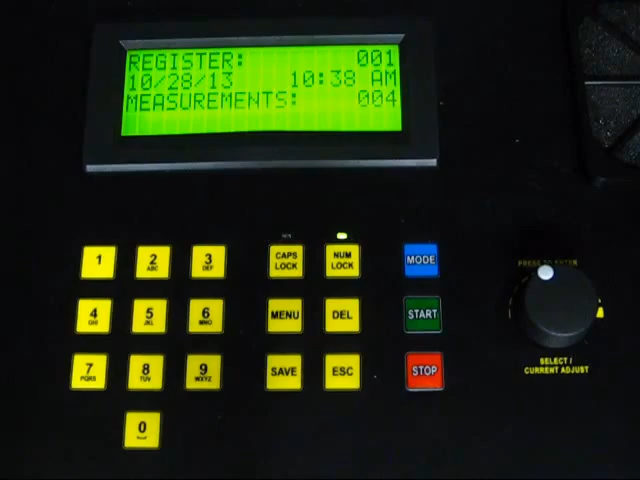 REGISTER: 001
10/28/13 10:38 AM
MEASUREMENTS: 004
1
2 ABC
3 DEF
CAPS LOCK
NUM LOCK
MODE
PRESS TO ENTER
4 GHI
5 JKL
6 MNO
MENU
DEL
START
SELECT /
CURRENT ADJUST
7 PQRS
8 TUV
9 WXYZ
SAVE
ESC
STOP
0